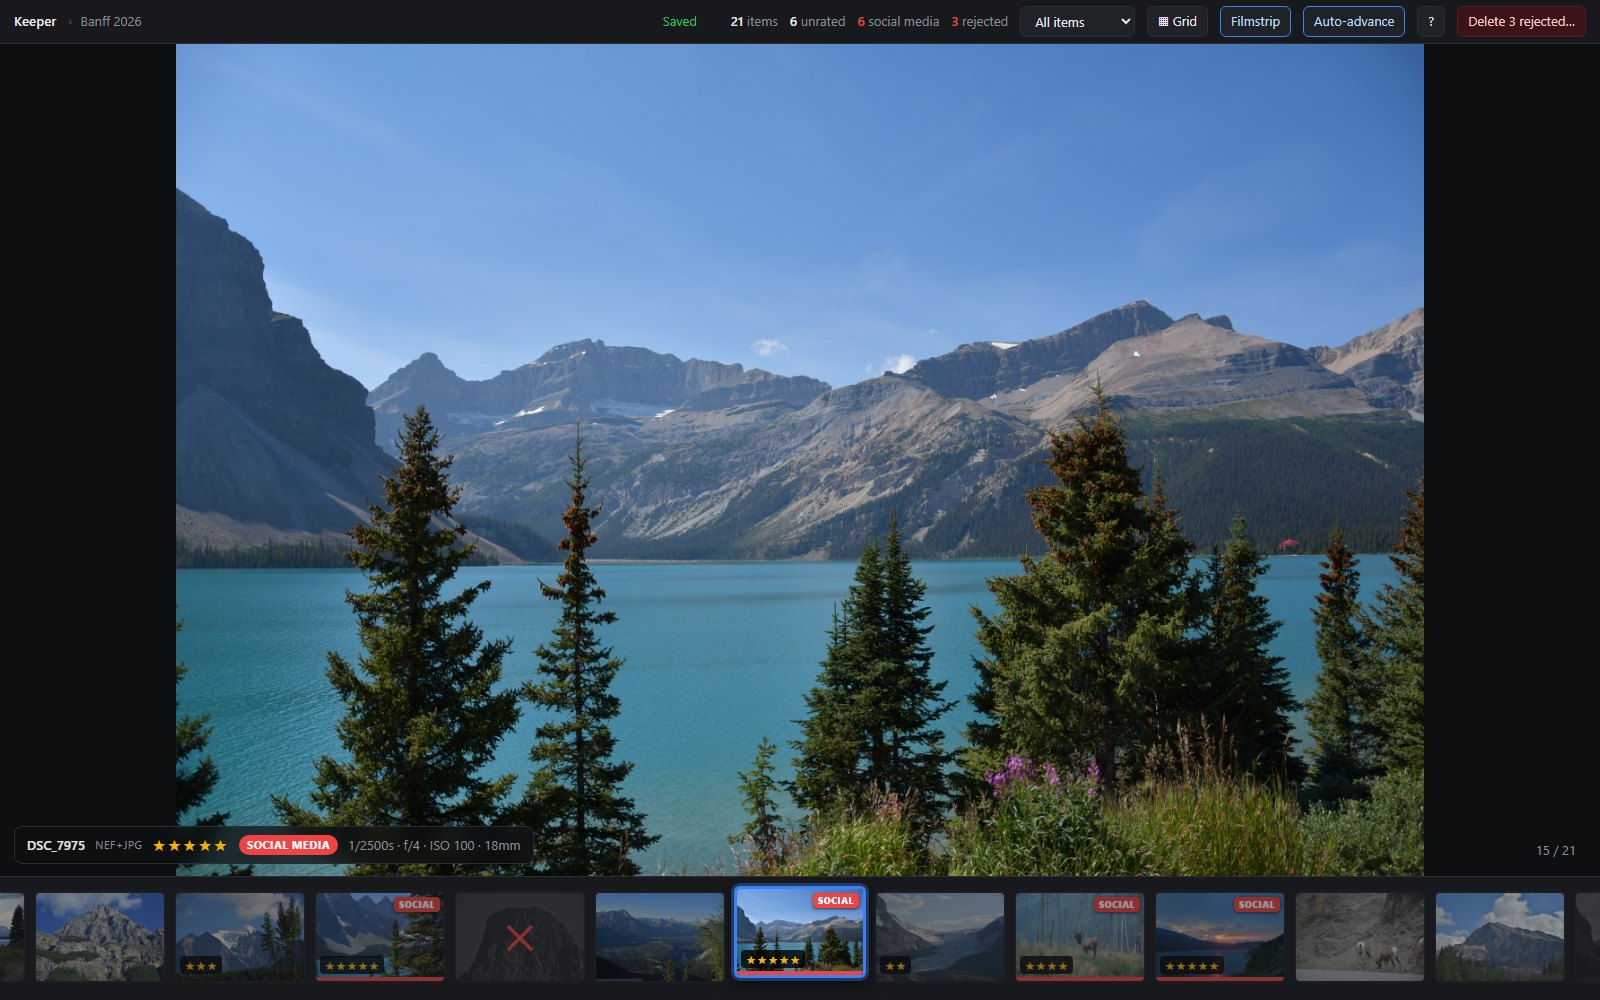 Keeper › Banff 2026
Saved 21 items 6 unrated 6 social media 3 rejected All items ▦ Grid Filmstrip Auto-advance ? Delete 3 rejected...
DSC_7975 NEF+JPG ★★★★★ SOCIAL MEDIA 1/2500s · f/4 · ISO 100 · 18mm
15 / 21
SOCIAL
SOCIAL
SOCIAL
SOCIAL
★★★
★★★★★
★★★★★
★★
★★★★
★★★★★